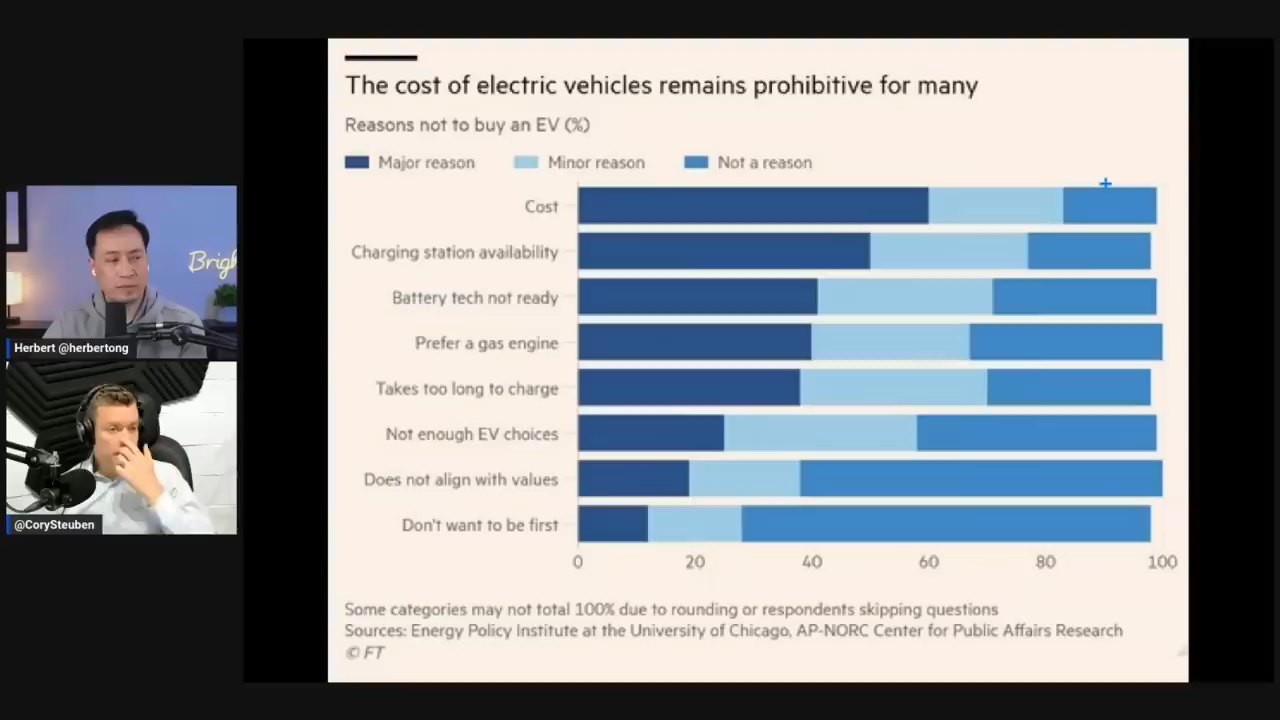 The cost of electric vehicles remains prohibitive for many
Reasons not to buy an EV (%)
Major reason Minor reason Not a reason
Cost
Charging station availability
Battery tech not ready
Prefer a gas engine
Takes too long to charge
Not enough EV choices
Does not align with values
Don't want to be first
0 20 40 60 80 100
Some categories may not total 100% due to rounding or respondents skipping questions
Sources: Energy Policy Institute at the University of Chicago, AP-NORC Center for Public Affairs Research
© FT
Brigh
Herbert @herbertong
@CorySteuben